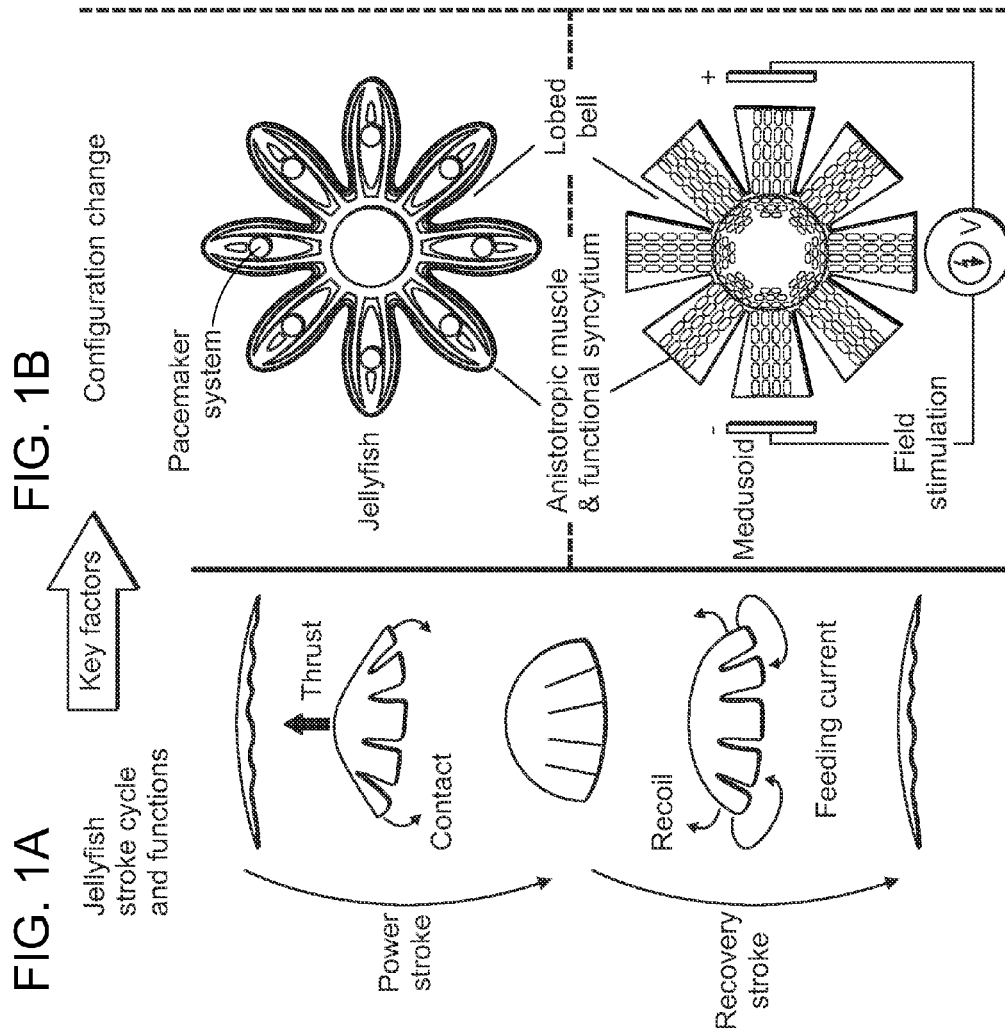 FIG. 1A
Jellyfish
stroke cycle
and functions
Key factors
Thrust
Contact
Power
stroke
Recoil
Feeding current
Recovery
stroke
FIG. 1B
Configuration change
Pacemaker
system
Jellyfish
Anistotropic muscle
& functional syncytium
Lobed
bell
Medusoid
-
+
Field
stimulation
V